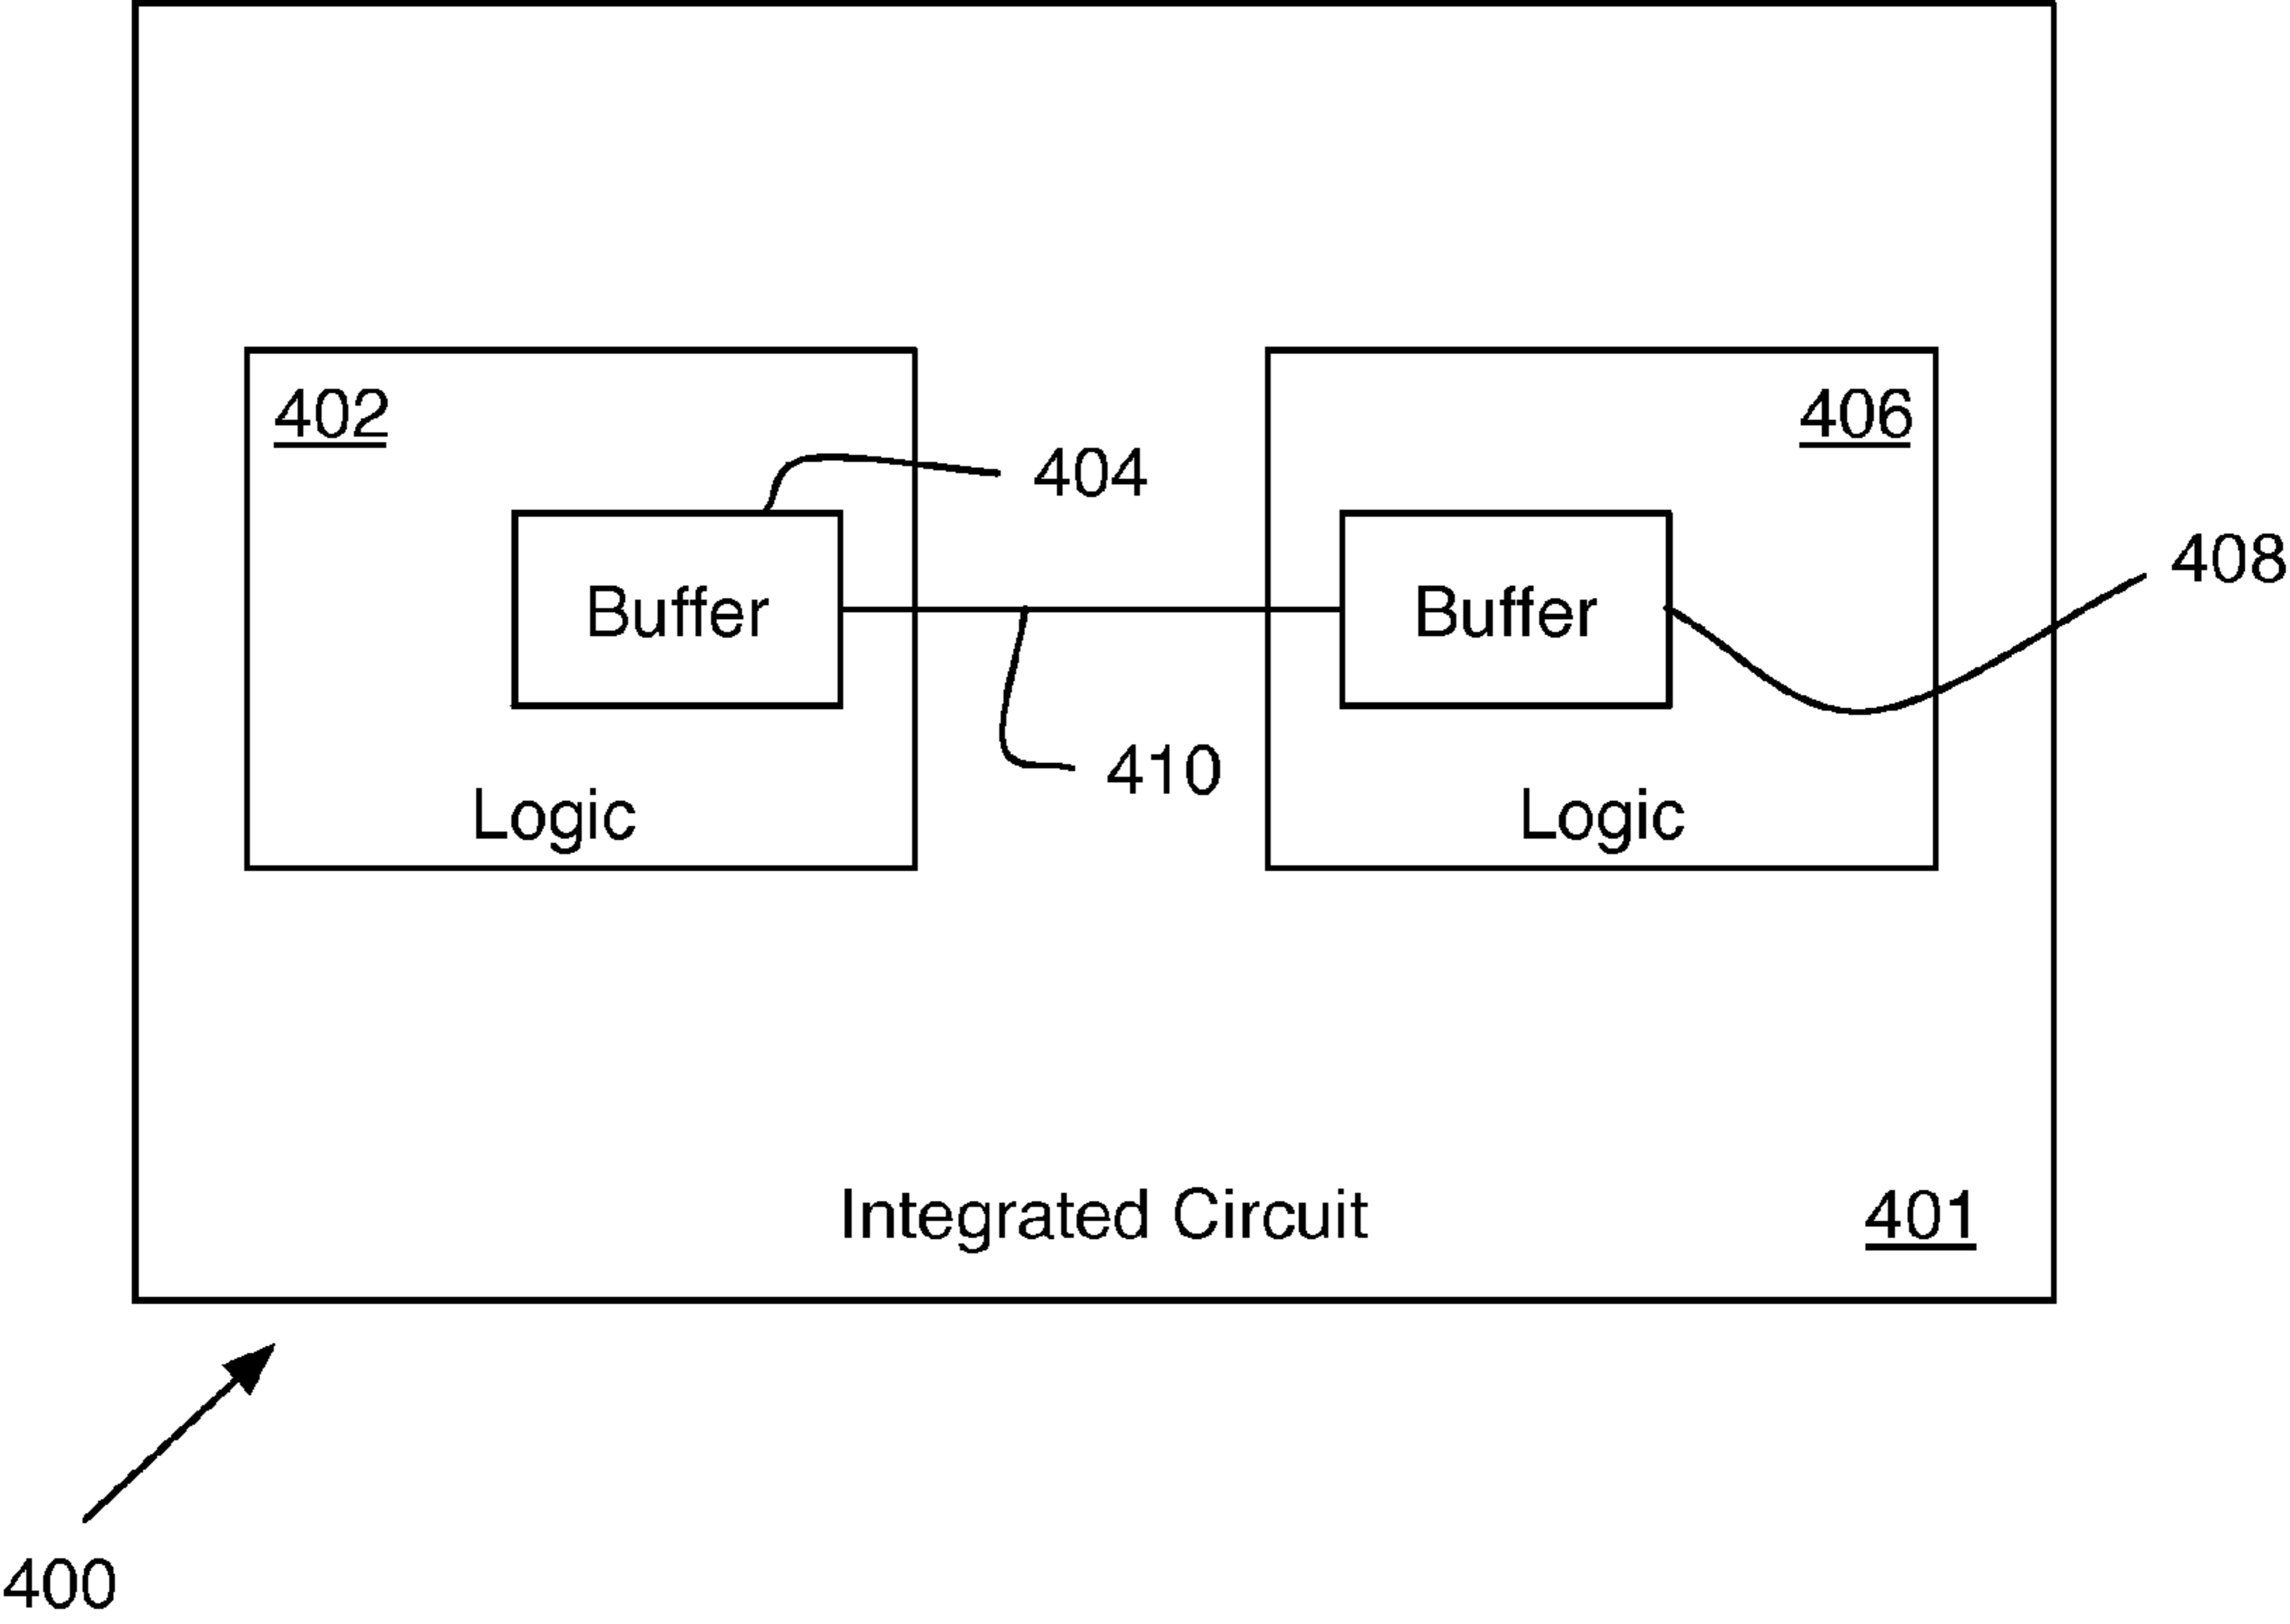 402
406
404
408
Buffer
Buffer
410
Logic
Logic
Integrated Circuit
401
400